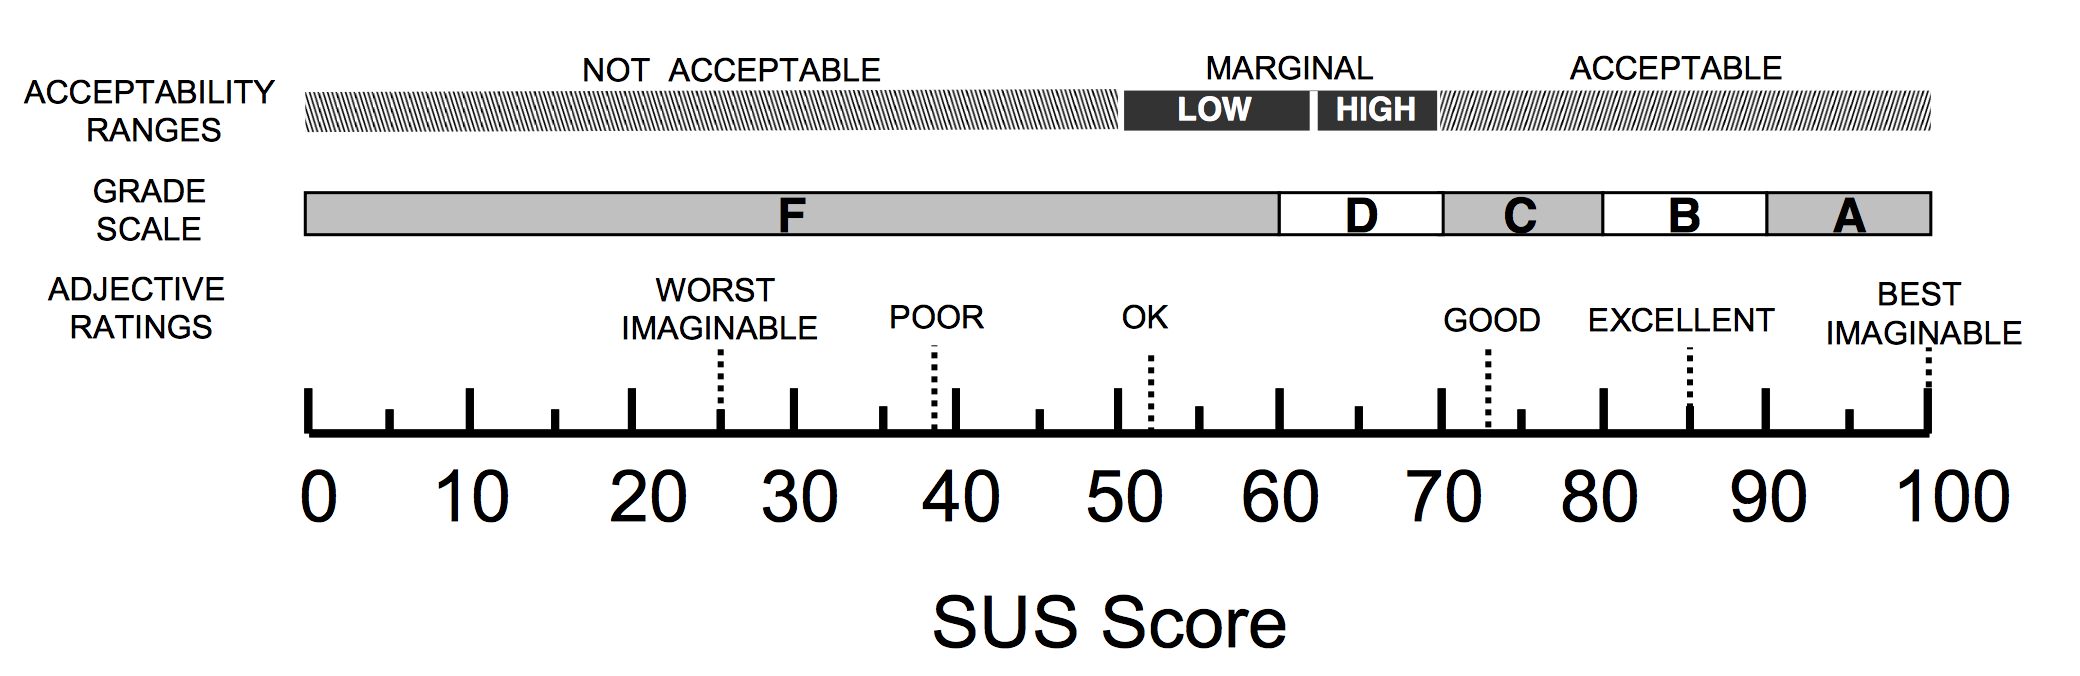 NOT ACCEPTABLE MARGINAL ACCEPTABLE
ACCEPTABILITY
RANGES
LOW HIGH
GRADE
SCALE
F D C B A
ADJECTIVE
RATINGS
WORST
IMAGINABLE
POOR
OK
GOOD
EXCELLENT
BEST
IMAGINABLE
0 10 20 30 40 50 60 70 80 90 100
SUS Score